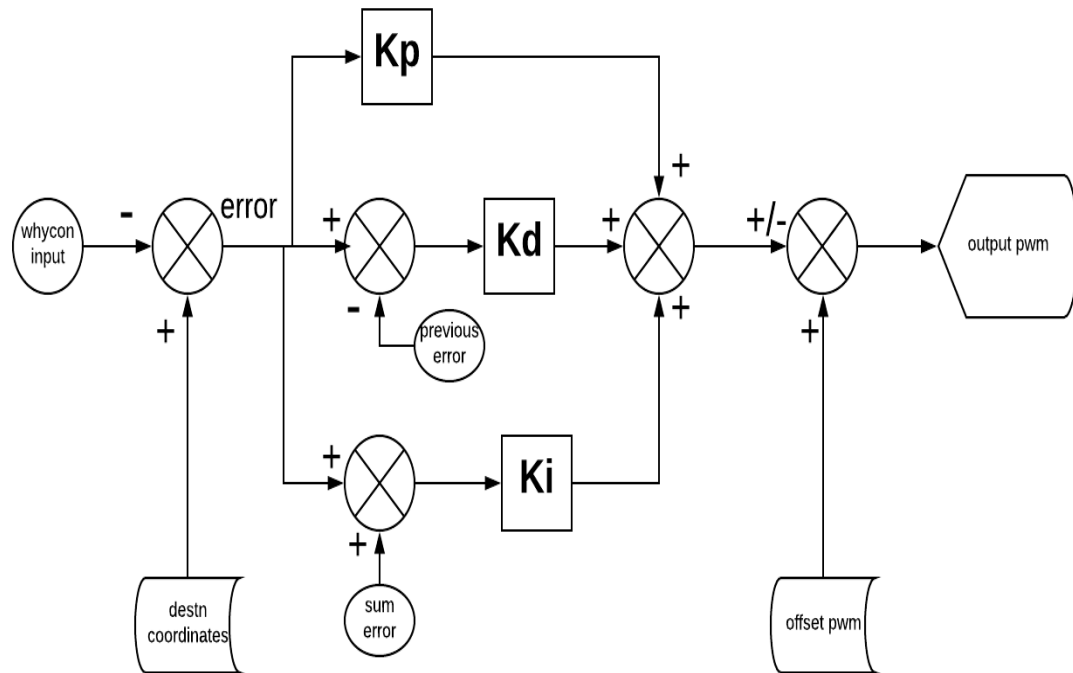 Kp
+
-
error
+
+
+/-
whycon
input
Kd
output pwm
+
-
+
+
previous
error
+
Ki
+
destn
coordinates
sum
error
offset pwm